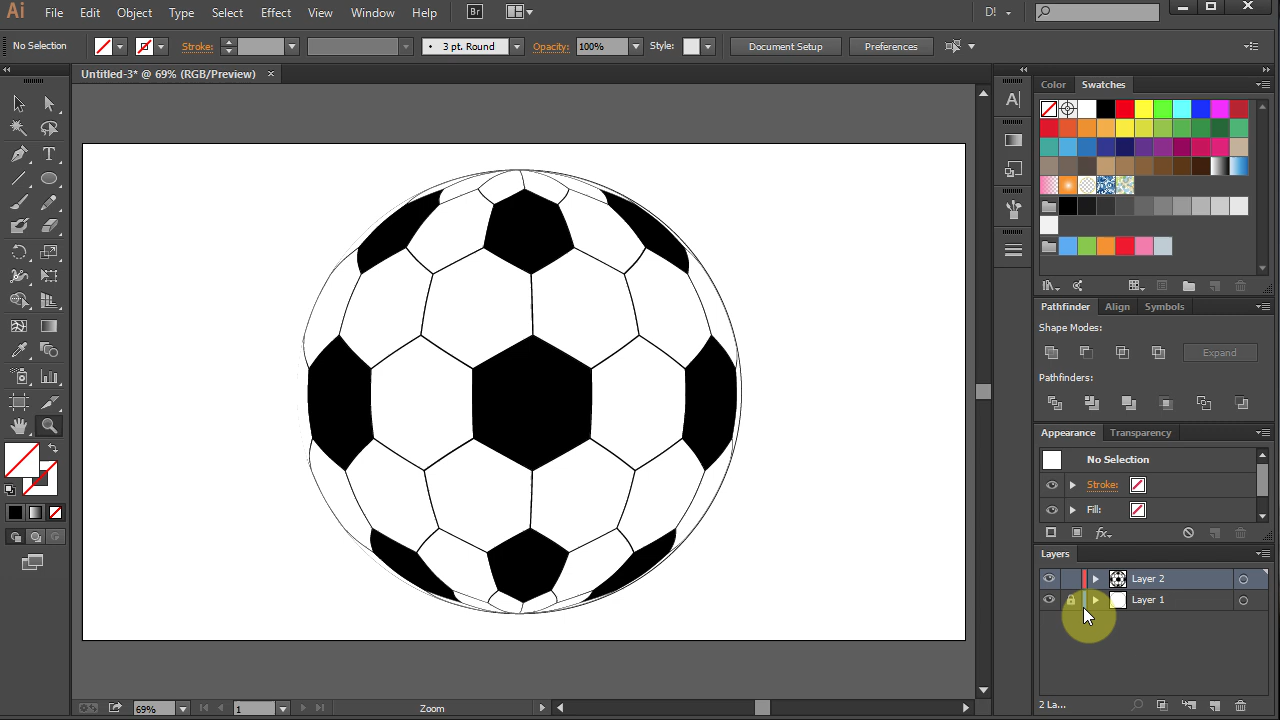 Ai File Edit Object Type Select Effect View Window Help Br D!
No Selection Stroke: 3 pt. Round Opacity: 100% Style: Document Setup Preferences
Untitled-3* @ 69% (RGB/Preview) ×
Color Swatches
Pathfinder Align Symbols
Shape Modes:
Expand
Pathfinders:
Appearance Transparency
No Selection
Stroke:
Fill:
fx
Layers
Layer 2
Layer 1
2 La...
69% 1 Zoom